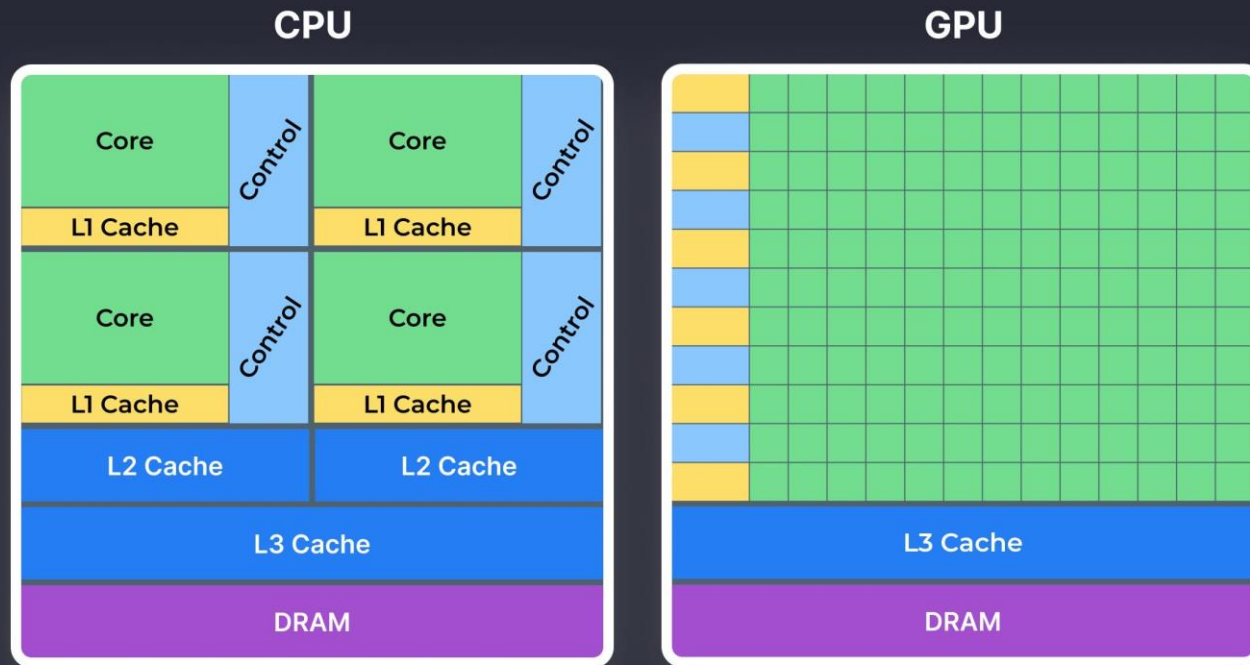 CPU
GPU
Core
Control
Core
Control
L1 Cache
L1 Cache
Core
Control
Core
Control
L1 Cache
L1 Cache
L2 Cache
L2 Cache
L3 Cache
DRAM
L3 Cache
DRAM